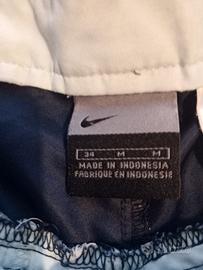 34 M M
MADE IN INDONESIA
FABRIQUE EN INDONESIE